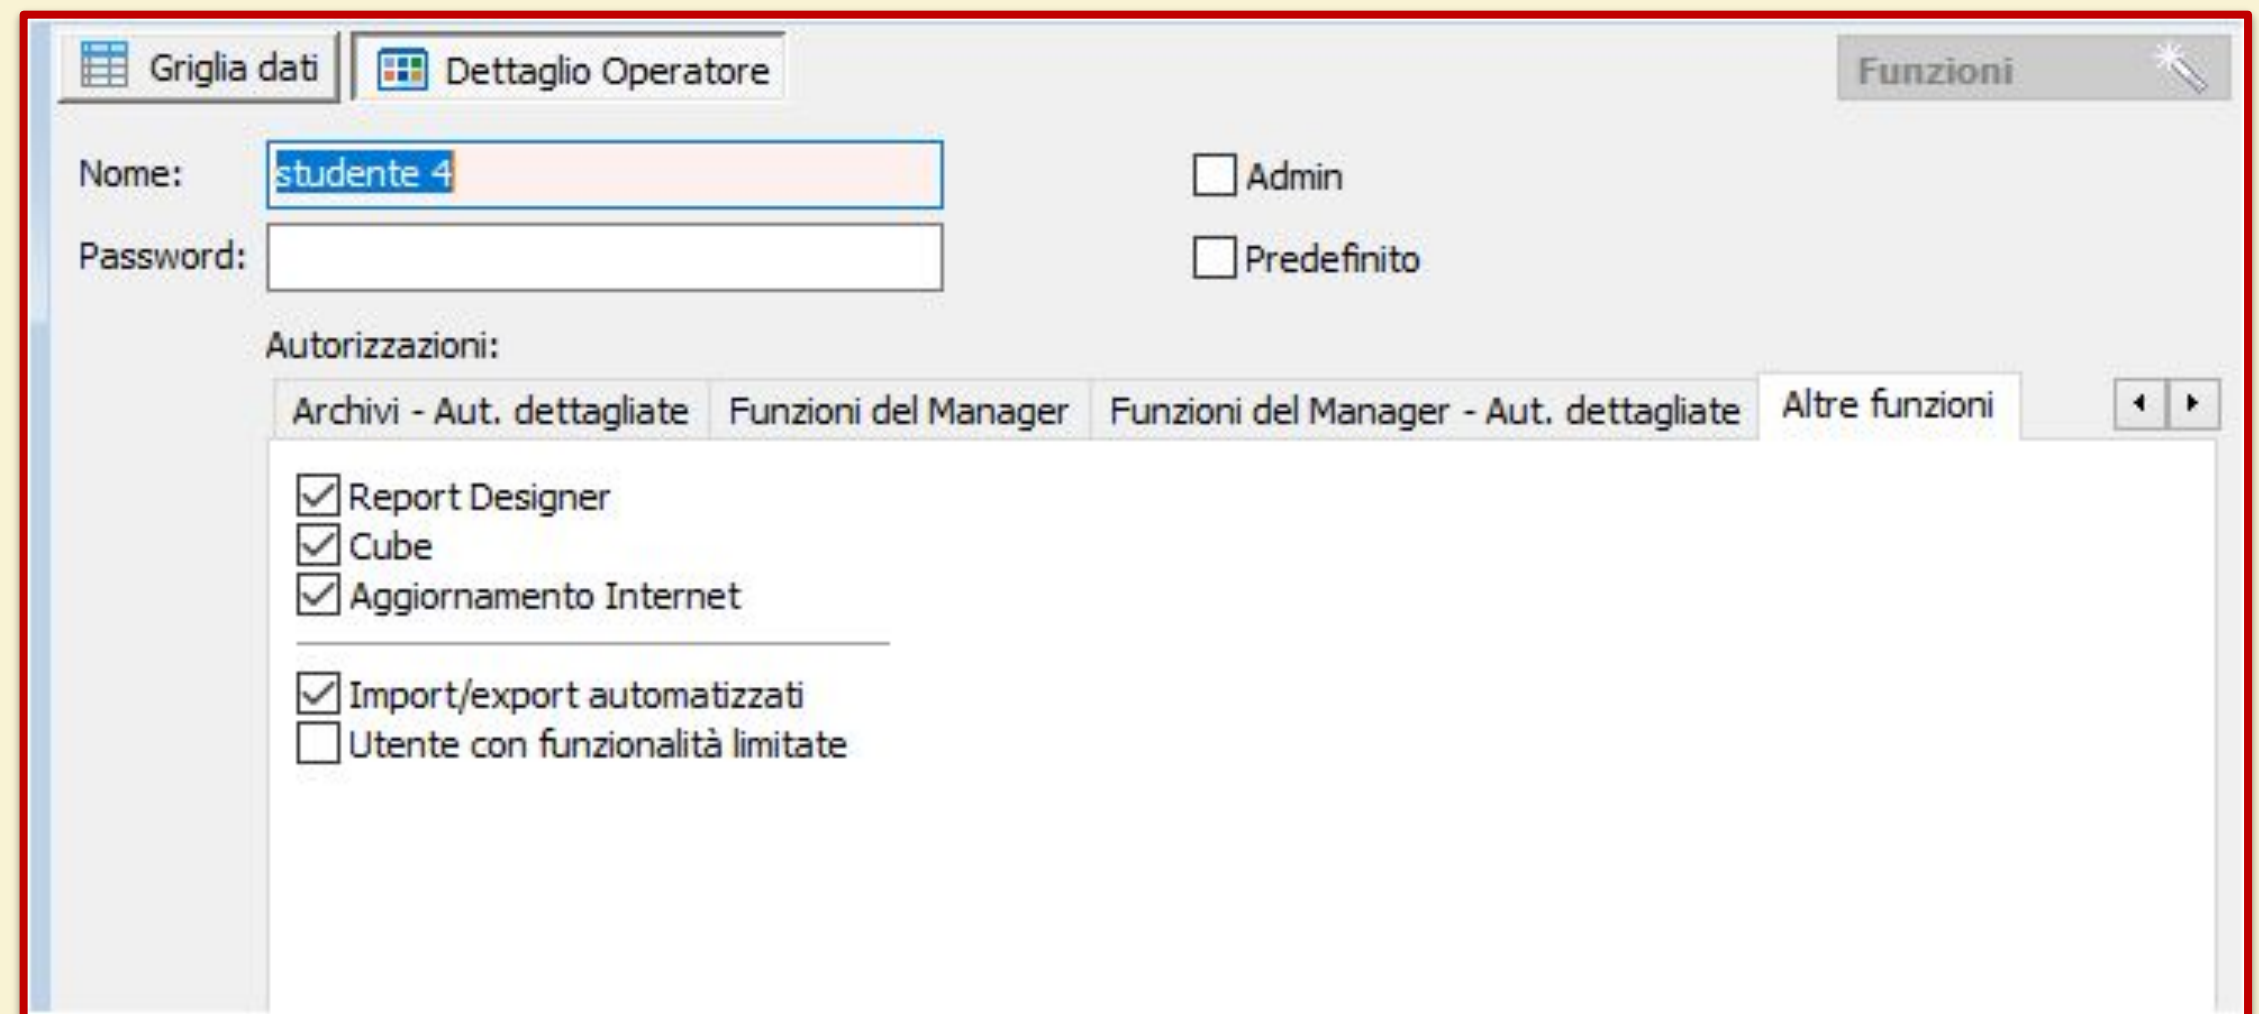 Griglia dati Dettaglio Operatore Funzioni
Nome: studente 4 Admin
Password: Predefinito
Autorizzazioni:
Archivi - Aut. dettagliate Funzioni del Manager Funzioni del Manager - Aut. dettagliate Altre funzioni
Report Designer
Cube
Aggiornamento Internet
Import/export automatizzati
Utente con funzionalità limitate